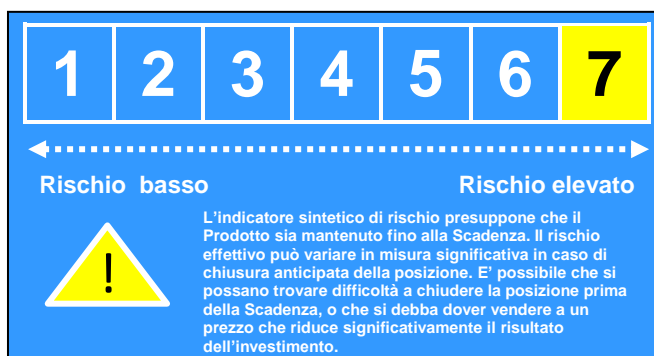 1 2 3 4 5 6 7
Rischio basso Rischio elevato
L'indicatore sintetico di rischio presuppone che il
Prodotto sia mantenuto fino alla Scadenza. Il rischio
effettivo può variare in misura significativa in caso di
chiusura anticipata della posizione. E' possibile che si
possano trovare difficoltà a chiudere la posizione prima
della Scadenza, o che si debba dover vendere a un
prezzo che riduce significativamente il risultato
dell'investimento.
!